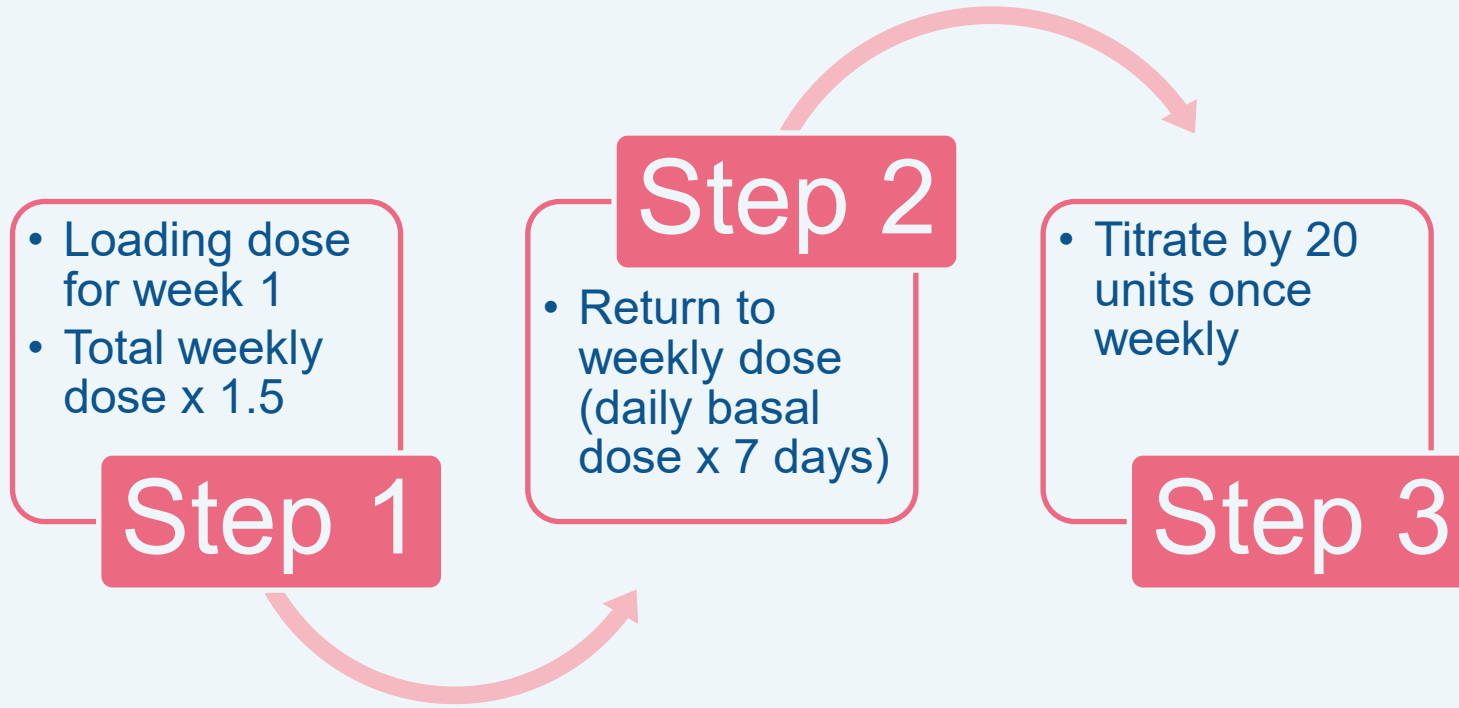 • Loading dose
for week 1
• Total weekly
dose x 1.5
Step 1
Step 2
• Return to
weekly dose
(daily basal
dose x 7 days)
• Titrate by 20
units once
weekly
Step 3